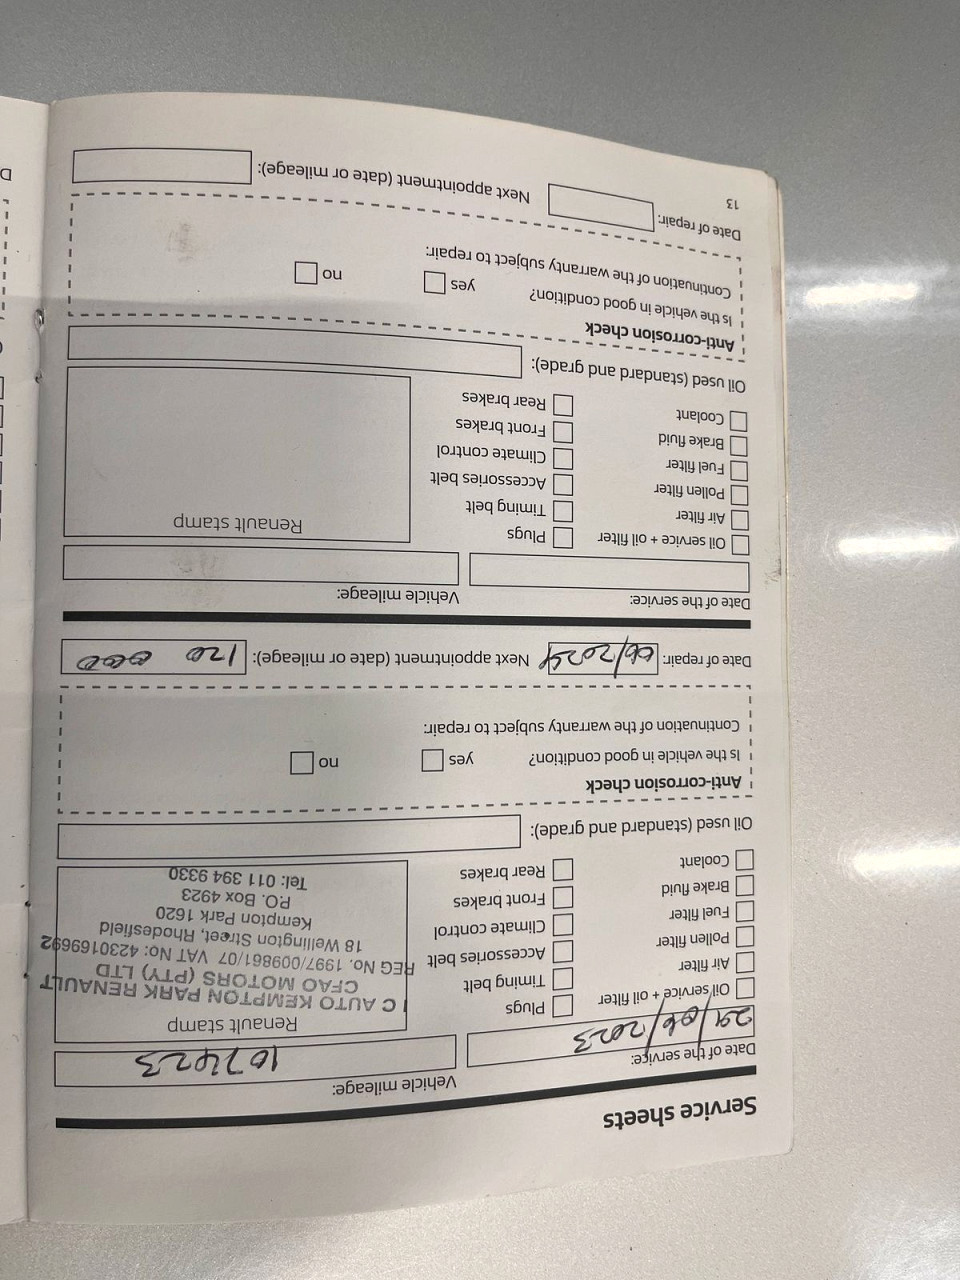 Service sheets
Date of the service:
Vehicle mileage:
29/06/2023
107423
Oil service + oil filter
Air filter
Pollen filter
Fuel filter
Brake fluid
Coolant
Plugs
Timing belt
Accessories belt
Climate control
Front brakes
Rear brakes
Renault stamp
I C AUTO KEMPTON PARK RENAULT
CFAO MOTORS (PTY) LTD
REG No. 1997/009861/07 VAT No: 4230169692
18 Wellington Street, Rhodesfield
Kempton Park 1620
P.O. Box 4923
Tel: 011 394 9330
Oil used (standard and grade):
Anti-corrosion check
Is the vehicle in good condition? yes no
Continuation of the warranty subject to repair:
Date of repair: 06/2024 Next appointment (date or mileage): 120 000
Date of the service:
Vehicle mileage:
Oil service + oil filter
Air filter
Pollen filter
Fuel filter
Brake fluid
Coolant
Plugs
Timing belt
Accessories belt
Climate control
Front brakes
Rear brakes
Renault stamp
Oil used (standard and grade):
Anti-corrosion check
Is the vehicle in good condition? yes no
Continuation of the warranty subject to repair:
Date of repair: Next appointment (date or mileage):
13
D